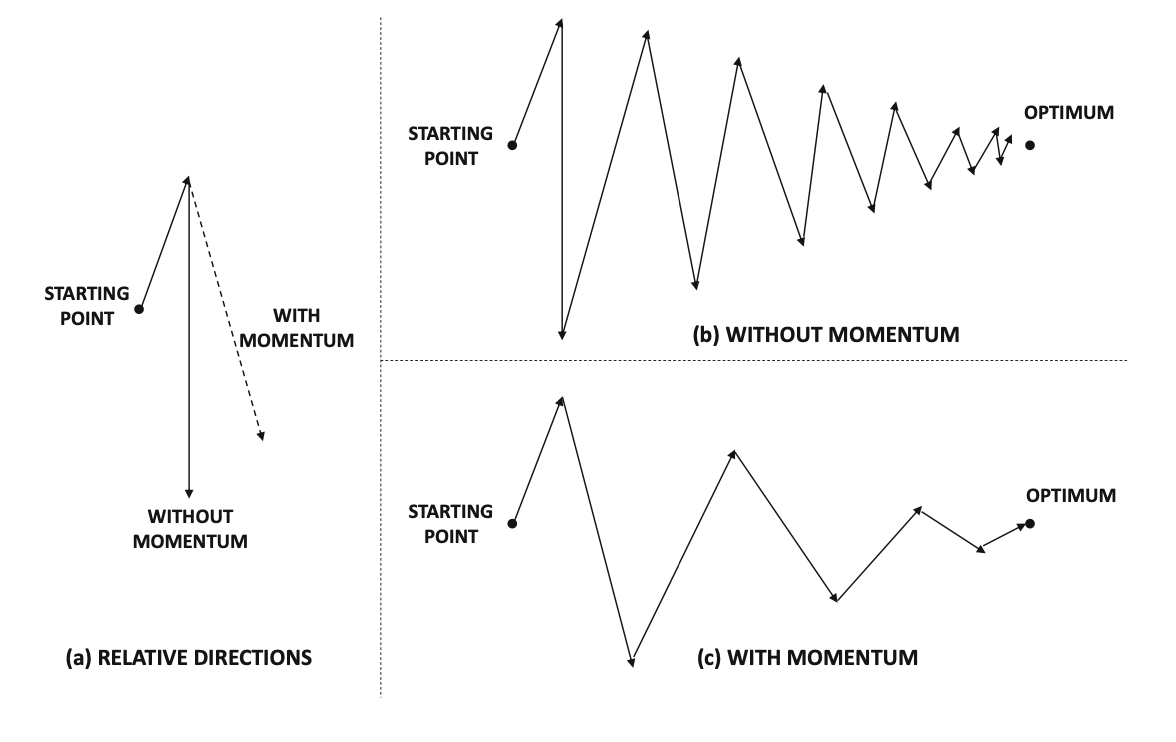 STARTING
POINT
WITH
MOMENTUM
WITHOUT
MOMENTUM
(a) RELATIVE DIRECTIONS
STARTING
POINT
OPTIMUM
(b) WITHOUT MOMENTUM
STARTING
POINT
OPTIMUM
(c) WITH MOMENTUM